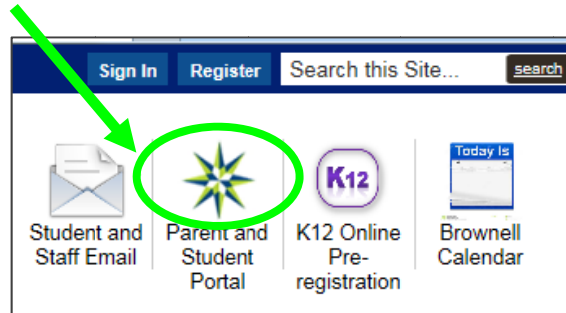 Sign In Register Search this Site... search
K12
Today Is
Student and Staff Email
Parent and Student Portal
K12 Online Pre-registration
Brownell Calendar